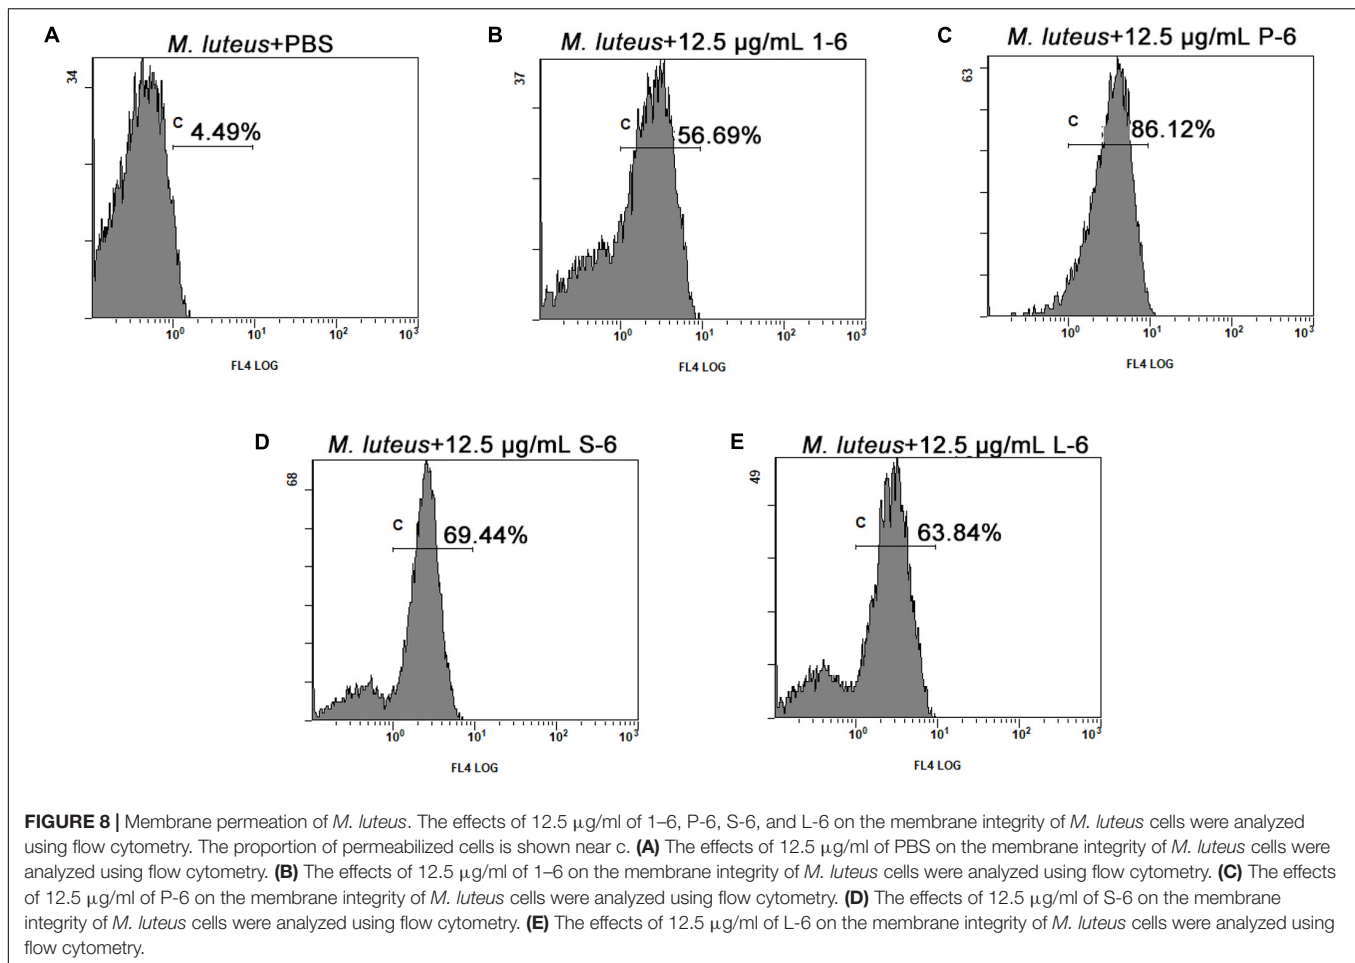 A
M. luteus+PBS
34
C
4.49%
10⁰ 10¹ 10² 10³
FL4 LOG
B
M. luteus+12.5 µg/mL 1-6
37
C
56.69%
10⁰ 10¹ 10² 10³
FL4 LOG
C
M. luteus+12.5 µg/mL P-6
63
C
86.12%
10⁰ 10¹ 10² 10³
FL4 LOG
D
M. luteus+12.5 µg/mL S-6
68
C
69.44%
10⁰ 10¹ 10² 10³
FL4 LOG
E
M. luteus+12.5 µg/mL L-6
49
C
63.84%
10⁰ 10¹ 10² 10³
FL4 LOG
FIGURE 8 | Membrane permeation of M. luteus. The effects of 12.5 µg/ml of 1–6, P-6, S-6, and L-6 on the membrane integrity of M. luteus cells were analyzed
using flow cytometry. The proportion of permeabilized cells is shown near c. (A) The effects of 12.5 µg/ml of PBS on the membrane integrity of M. luteus cells were
analyzed using flow cytometry. (B) The effects of 12.5 µg/ml of 1–6 on the membrane integrity of M. luteus cells were analyzed using flow cytometry. (C) The effects
of 12.5 µg/ml of P-6 on the membrane integrity of M. luteus cells were analyzed using flow cytometry. (D) The effects of 12.5 µg/ml of S-6 on the membrane
integrity of M. luteus cells were analyzed using flow cytometry. (E) The effects of 12.5 µg/ml of L-6 on the membrane integrity of M. luteus cells were analyzed using
flow cytometry.